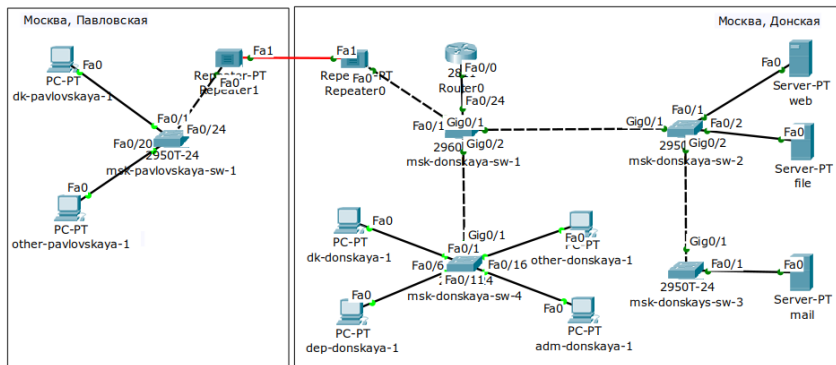 Москва, Павловская
Fa0
PC-PT
dk-pavlovskaya-1
Fa1
Repeater-PT
Fa0
Repeater1
Fa0/1
Fa0/24
Fa0/20
2950T-24
msk-pavlovskaya-sw-1
Fa0
PC-PT
other-pavlovskaya-1
Москва, Донская
Fa1
Fa0
Repeater0
Fa0/0
Router0
Fa0/24
Fa0/1
Gig0/1
Gig0/2
msk-donskaya-sw-1
Fa0
Server-PT
web
Fa0/1
Gig0/1
Fa0/2
Gig0/2
msk-donskaya-sw-2
Fa0
Server-PT
file
Fa0
PC-PT
dk-donskaya-1
Gig0/1
Fa0/1
Fa0/6
Fa0/16
Fa0/11
msk-donskaya-sw-4
Fa0
PC-PT
other-donskaya-1
Fa0
PC-PT
dep-donskaya-1
Fa0
PC-PT
adm-donskaya-1
Gig0/1
Fa0/1
2950T-24
msk-donskays-sw-3
Fa0
Server-PT
mail